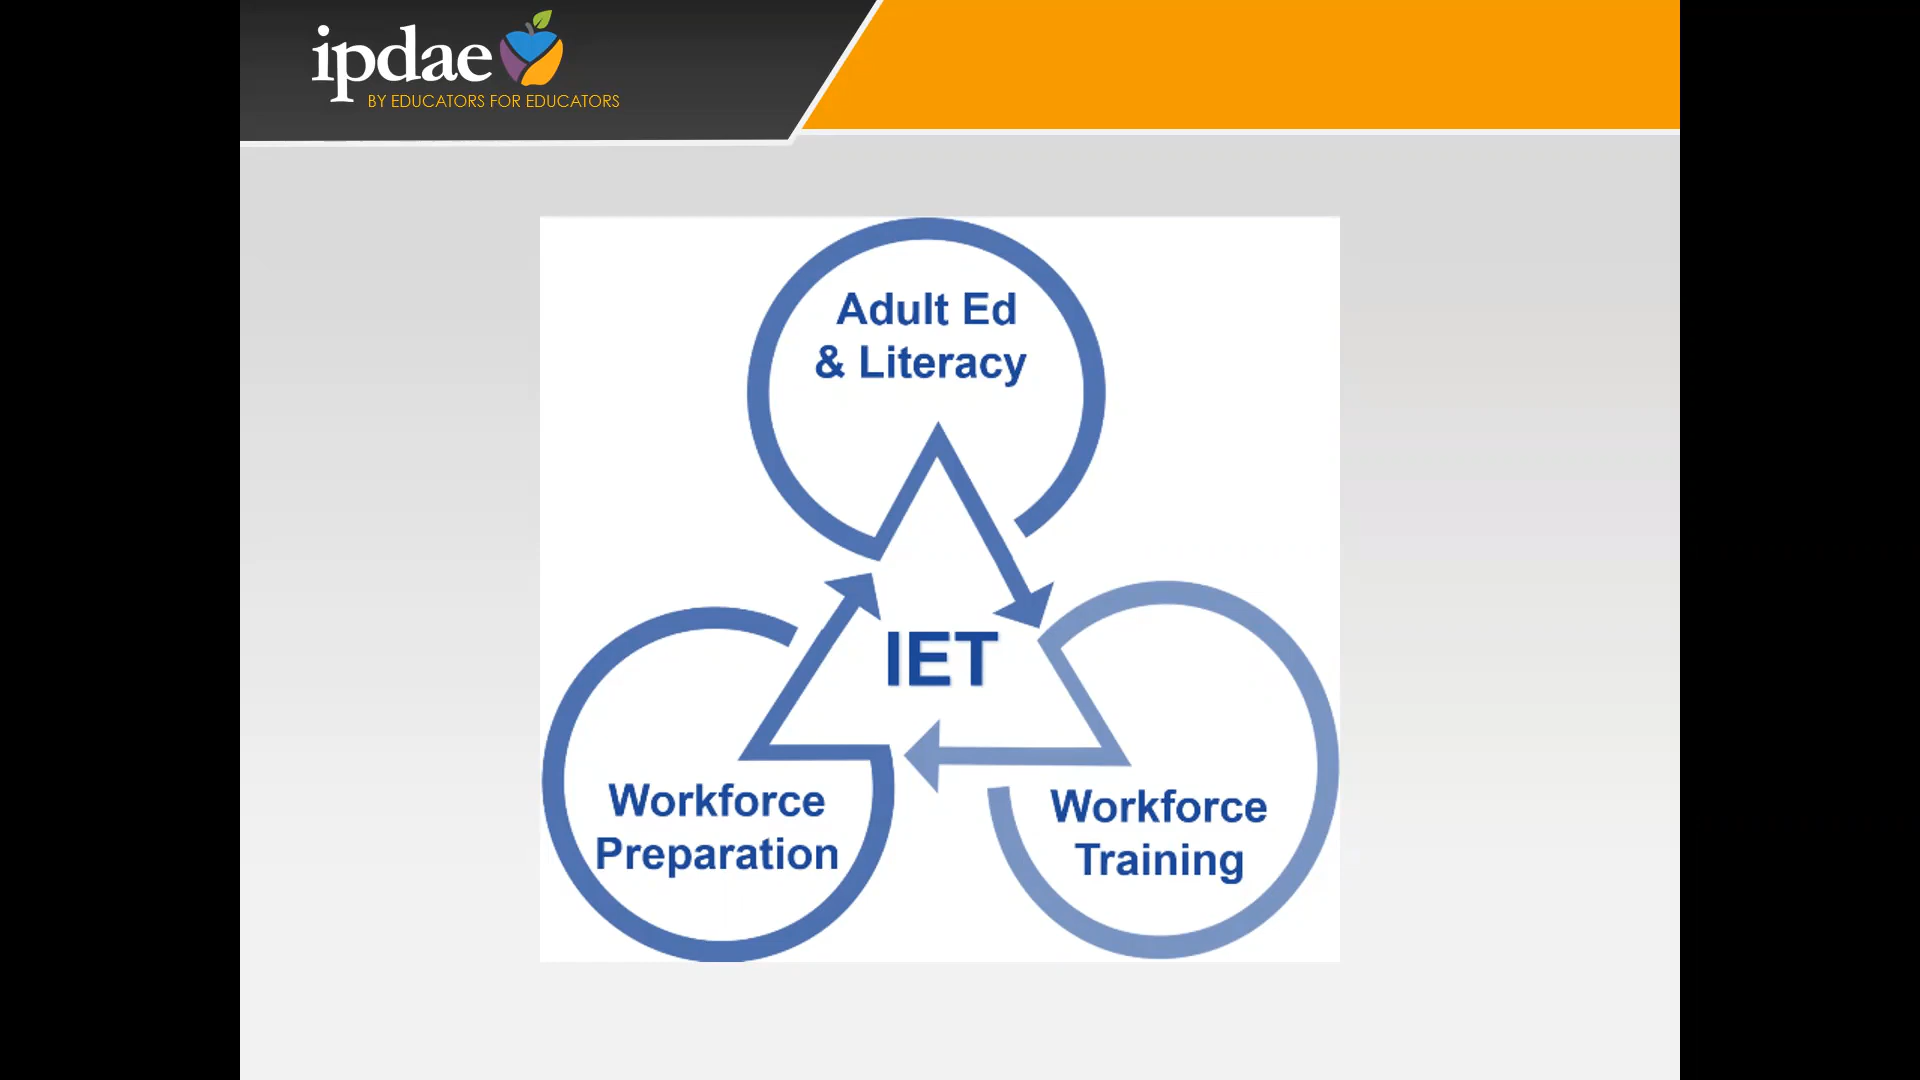 ipdae
BY EDUCATORS FOR EDUCATORS
Adult Ed
& Literacy
IET
Workforce
Preparation
Workforce
Training